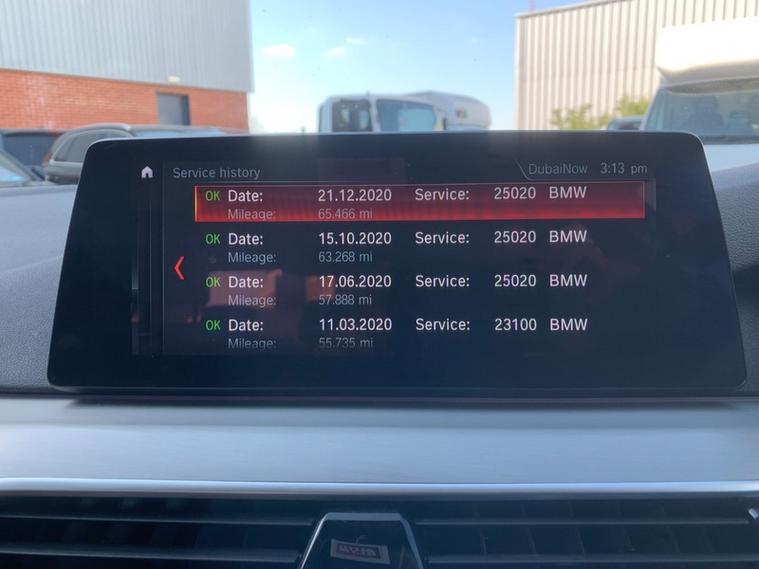 Service history
DubaiNow 3:13 pm
OK Date: 21.12.2020 Service: 25020 BMW
Mileage: 65.466 mi
OK Date: 15.10.2020 Service: 25020 BMW
Mileage: 63.268 mi
OK Date: 17.06.2020 Service: 25020 BMW
Mileage: 57.888 mi
OK Date: 11.03.2020 Service: 23100 BMW
Mileage: 55.735 mi